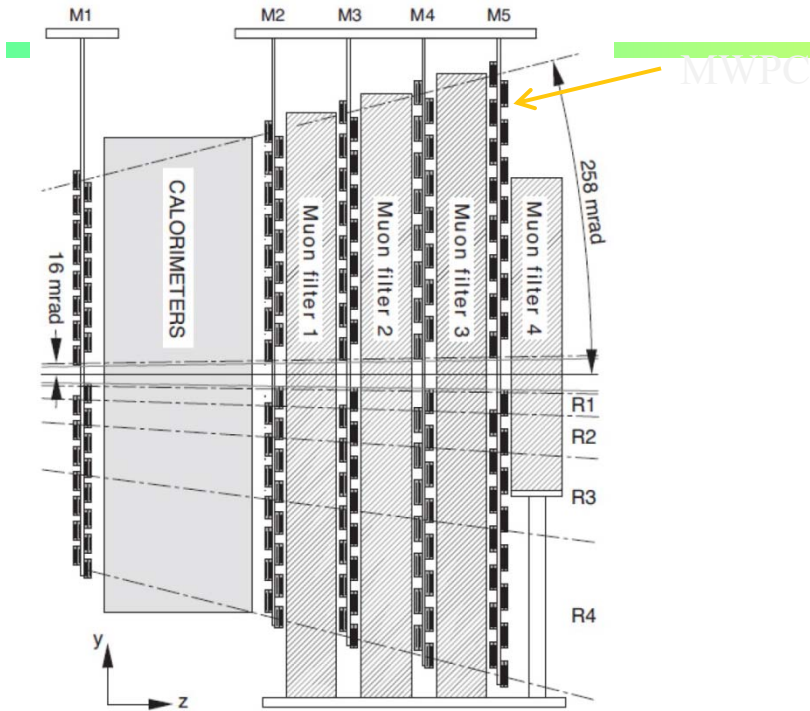 M1
M2
M3
M4
M5
MWPC
258 mrad
CALORIMETERS
Muon filter 1
Muon filter 2
Muon filter 3
Muon filter 4
16 mrad
R1
R2
R3
R4
y
z